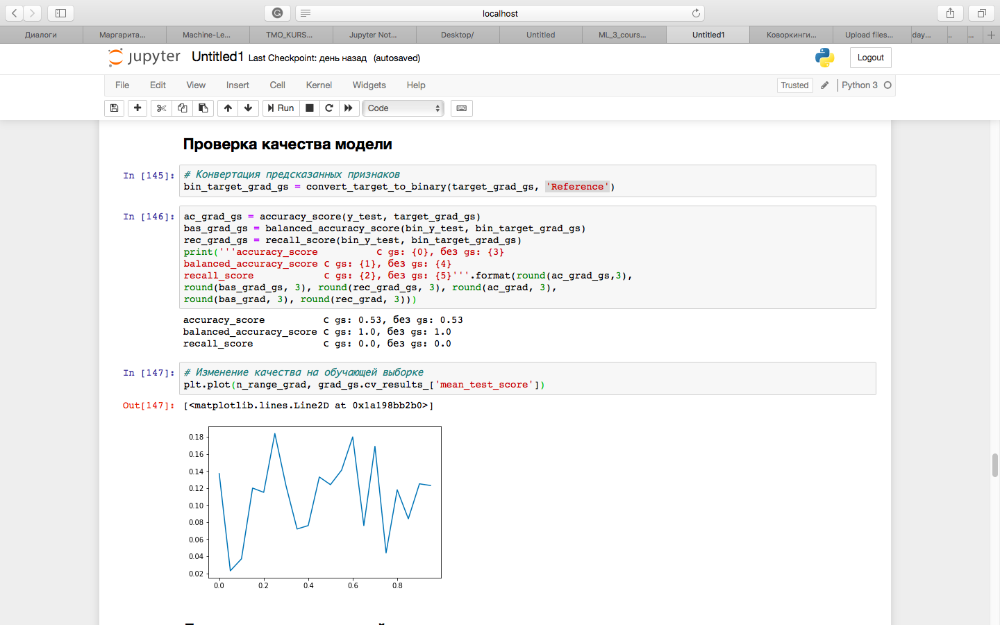 localhost
Диалоги
Маргарита...
Machine-Le...
TMO_KURS...
Jupyter Not...
Desktop/
Untitled
ML_3_cours...
Untitled1
Коворкинги...
Upload files...
day...
..
...
jupyter Untitled1 Last Checkpoint: день назад (autosaved)
Logout
File Edit View Insert Cell Kernel Widgets Help
Trusted
Python 3
Run
Code
Проверка качества модели
In [145]:
# Конвертация предсказанных признаков
bin_target_grad_gs = convert_target_to_binary(target_grad_gs, 'Reference')
In [146]:
ac_grad_gs = accuracy_score(y_test, target_grad_gs)
bas_grad_gs = balanced_accuracy_score(bin_y_test, bin_target_grad_gs)
rec_grad_gs = recall_score(bin_y_test, bin_target_grad_gs)
print('''accuracy_score          с gs: {0}, без gs: {3}
balanced_accuracy_score с gs: {1}, без gs: {4}
recall_score            с gs: {2}, без gs: {5}'''.format(round(ac_grad_gs,3),
round(bas_grad_gs, 3), round(rec_grad_gs, 3), round(ac_grad, 3),
round(bas_grad, 3), round(rec_grad, 3)))
accuracy_score          с gs: 0.53, без gs: 0.53
balanced_accuracy_score с gs: 1.0, без gs: 1.0
recall_score            с gs: 0.0, без gs: 0.0
In [147]:
# Изменение качества на обучающей выборке
plt.plot(n_range_grad, grad_gs.cv_results_['mean_test_score'])
Out[147]:
[<matplotlib.lines.Line2D at 0x1a198bb2b0>]
0.18
0.16
0.14
0.12
0.10
0.08
0.06
0.04
0.02
0.0 0.2 0.4 0.6 0.8